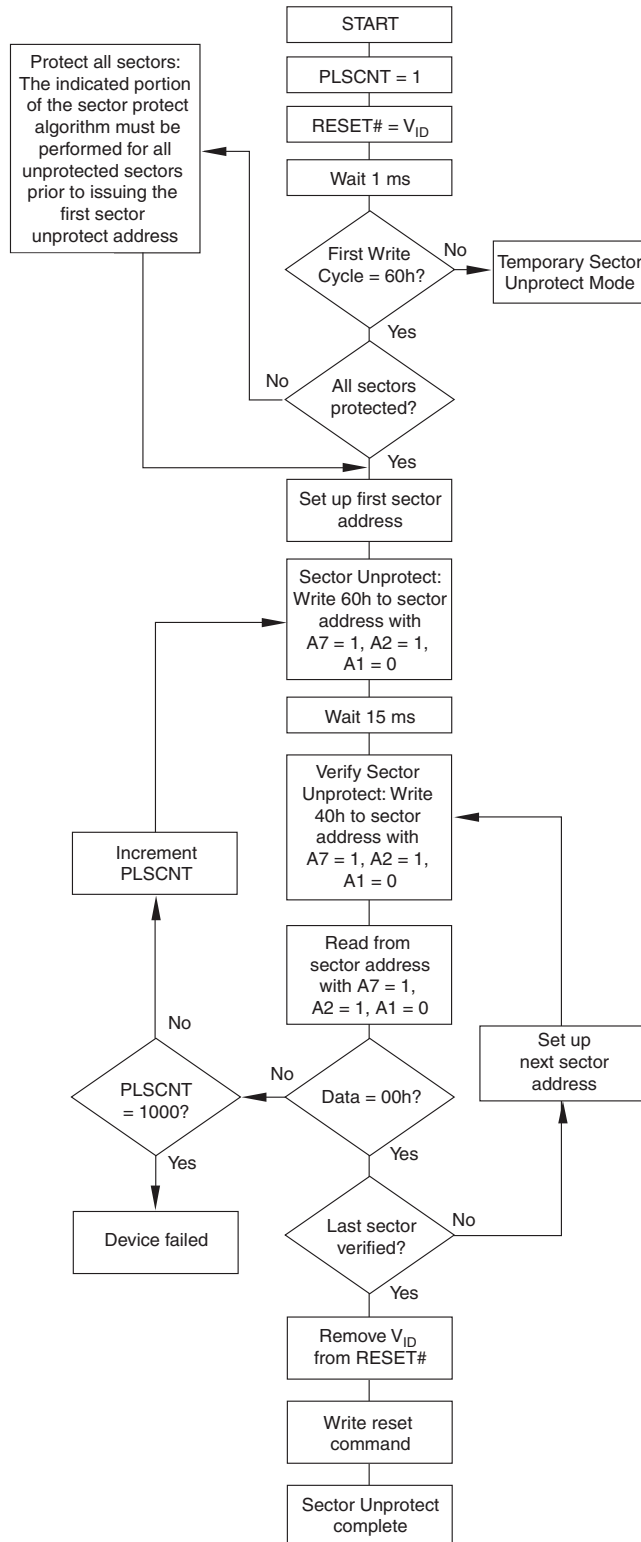 START
PLSCNT = 1
RESET# = VID
Wait 1 ms
Protect all sectors:
The indicated portion
of the sector protect
algorithm must be
performed for all
unprotected sectors
prior to issuing the
first sector
unprotect address
First Write
Cycle = 60h?
No
Temporary Sector
Unprotect Mode
Yes
No
All sectors
protected?
Yes
Set up first sector
address
Sector Unprotect:
Write 60h to sector
address with
A7 = 1, A2 = 1,
A1 = 0
Wait 15 ms
Verify Sector
Unprotect: Write
40h to sector
address with
A7 = 1, A2 = 1,
A1 = 0
Increment
PLSCNT
Read from
sector address
with A7 = 1,
A2 = 1, A1 = 0
No
Set up
next sector
address
PLSCNT
= 1000?
No
Data = 00h?
Yes
Yes
Device failed
Last sector
verified?
No
Yes
Remove VID
from RESET#
Write reset
command
Sector Unprotect
complete